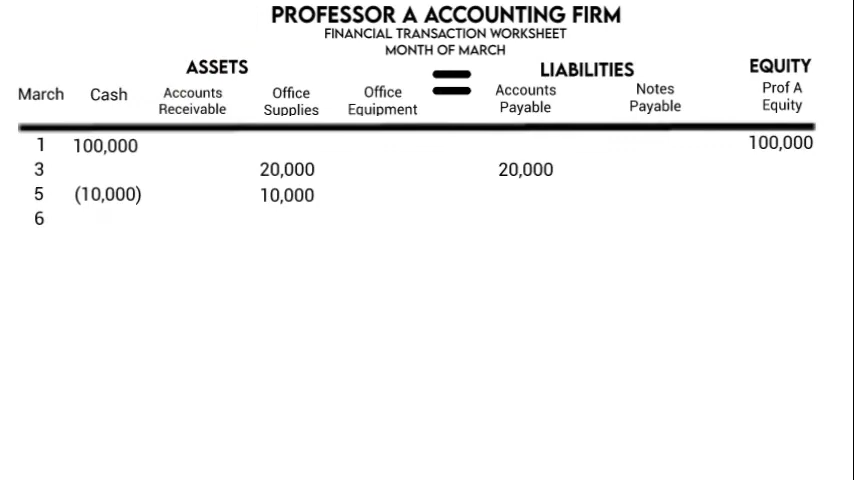 PROFESSOR A ACCOUNTING FIRM
FINANCIAL TRANSACTION WORKSHEET
MONTH OF MARCH
ASSETS = LIABILITIES EQUITY
March Cash Accounts Receivable Office Supplies Office Equipment Accounts Payable Notes Payable Prof A Equity
1 100,000 100,000
3 20,000 20,000
5 (10,000) 10,000
6